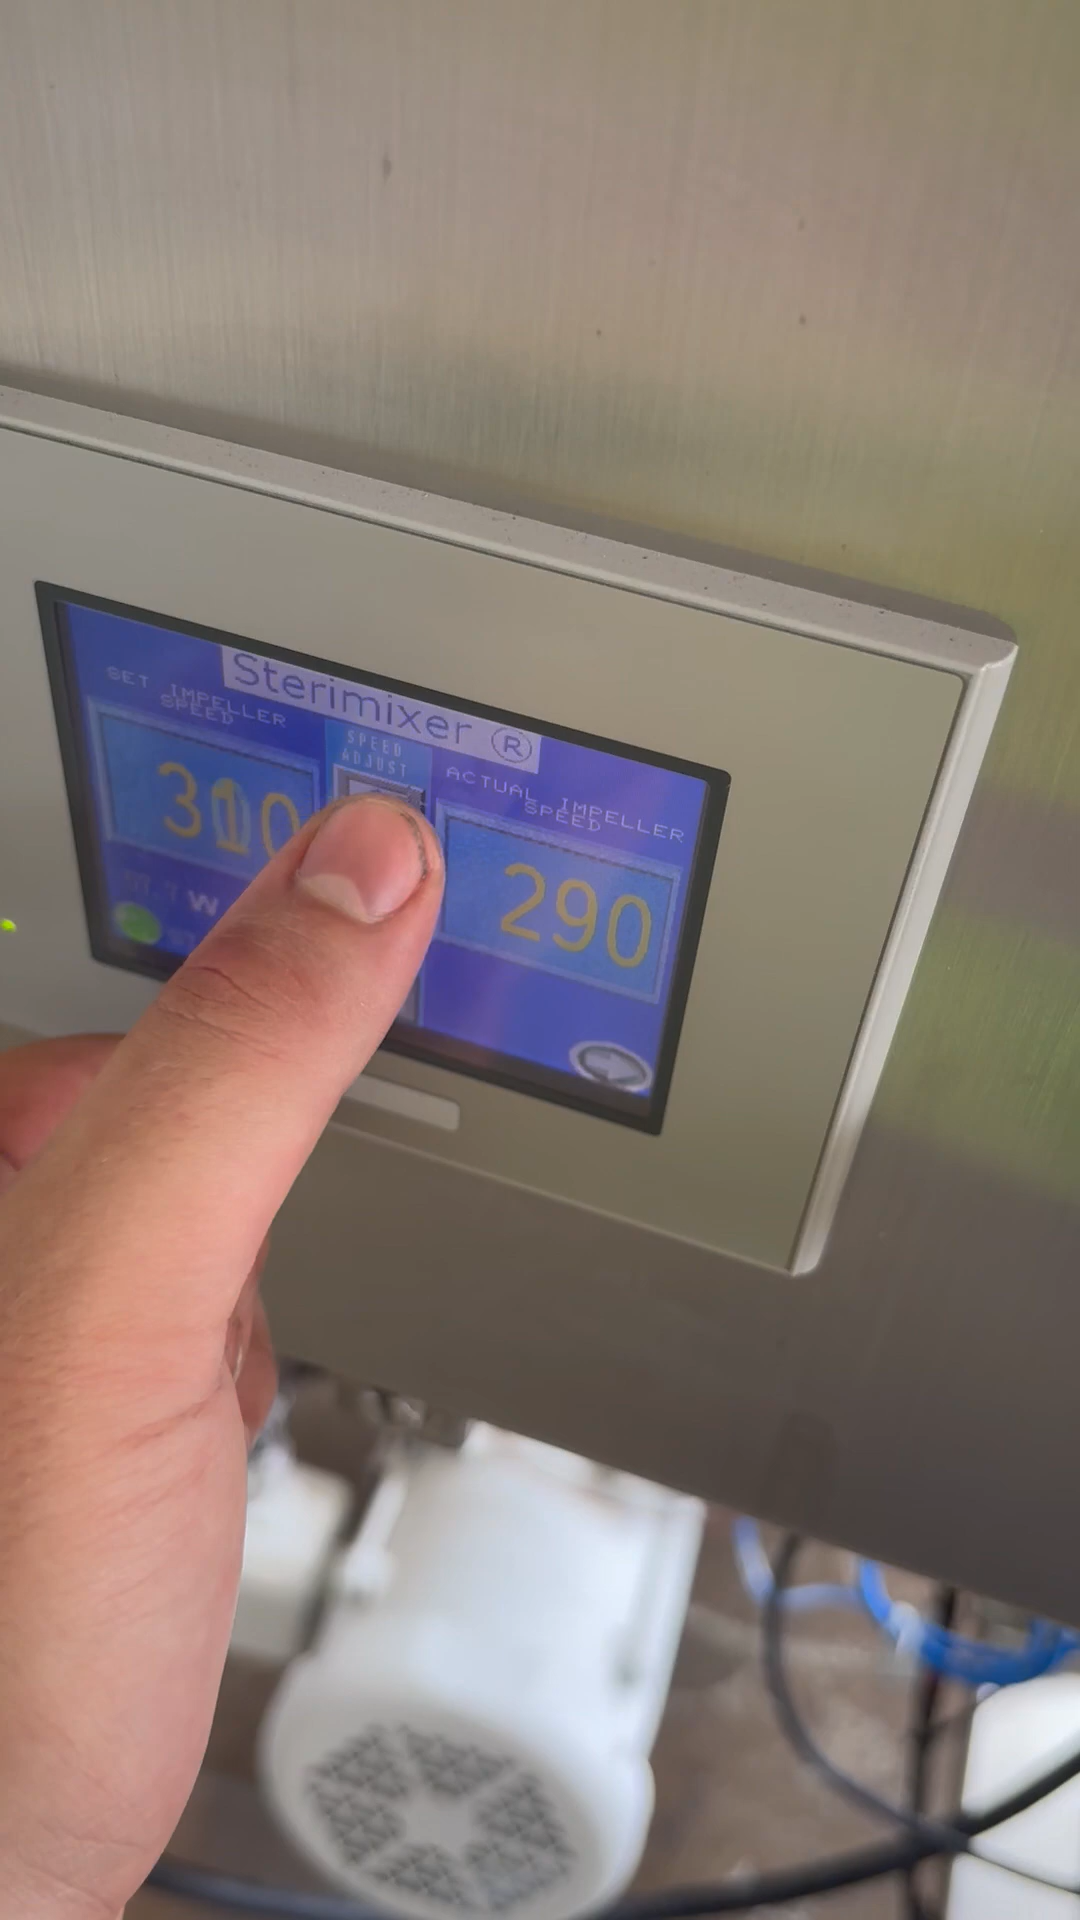 Sterimixer ®
SET IMPELLER
SPEED
SPEED
ADJUST
ACTUAL IMPELLER
SPEED
310
290
W